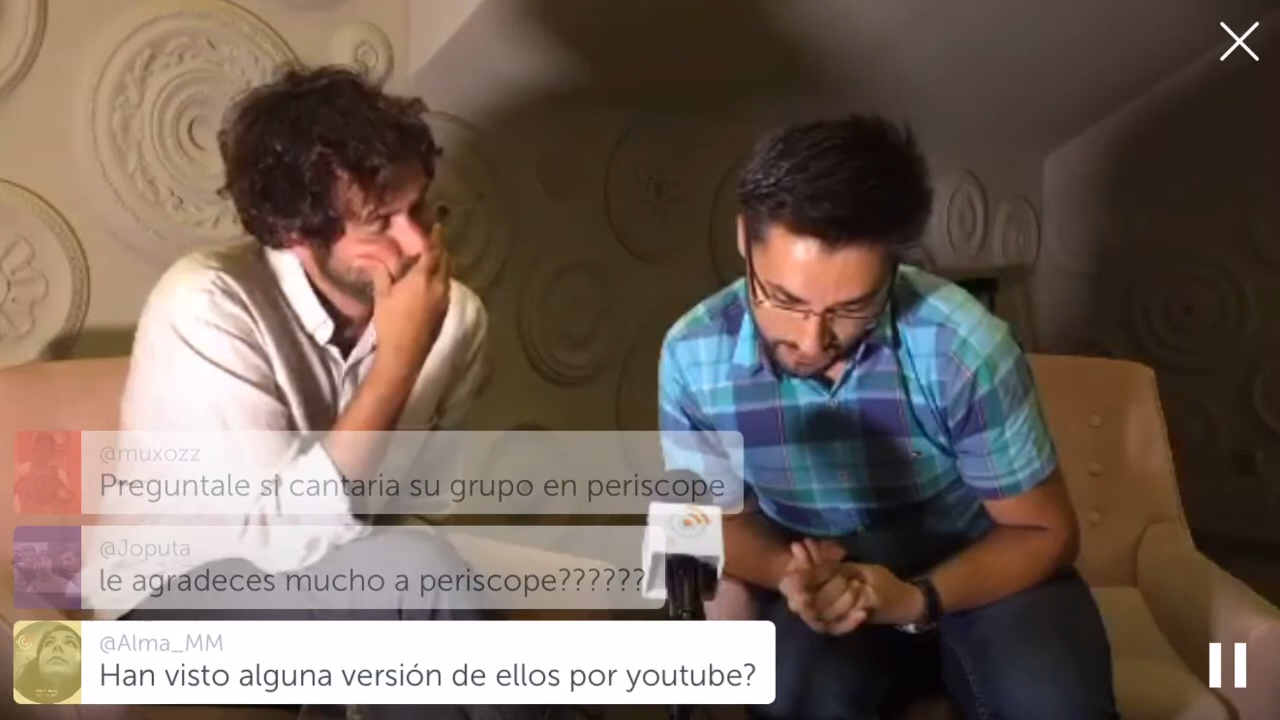 @muxozz
Preguntale si cantaria su grupo en periscope
@Joputa
le agradeces mucho a periscope??????
@Alma_MM
Han visto alguna versión de ellos por youtube?